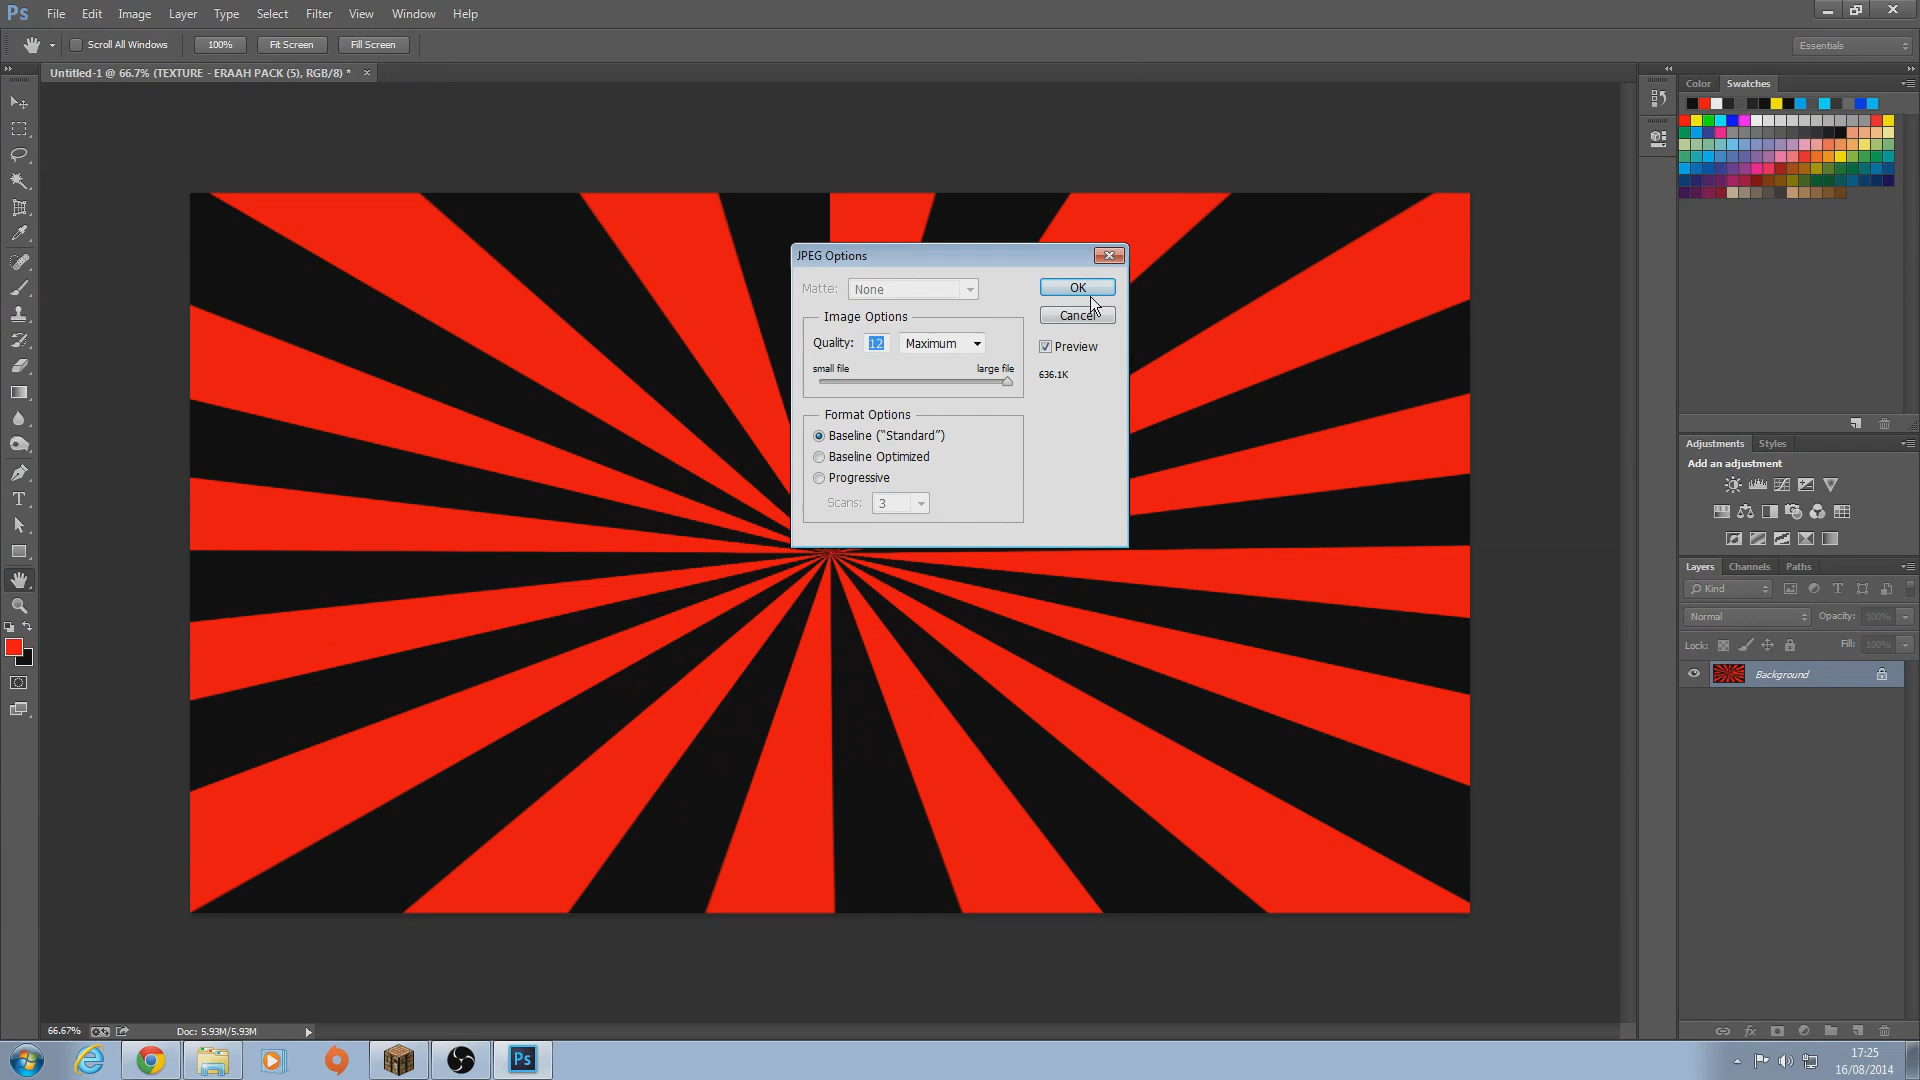 Ps File Edit Image Layer Type Select Filter View Window Help
Scroll All Windows 100% Fit Screen Fill Screen Essentials
Untitled-1 @ 66.7% (TEXTURE - ERAAH PACK (5), RGB/8) * ×
Color Swatches
JPEG Options
Matte: None
OK
Cancel
Image Options
Quality: 12 Maximum
Preview
small file large file
636.1K
Format Options
Baseline (“Standard”)
Baseline Optimized
Progressive
Scans: 3
Adjustments Styles
Add an adjustment
Layers Channels Paths
Kind
Normal Opacity: 100%
Lock: Fill: 100%
Background
T
fx
66.67% Doc: 5.93M/5.93M
Ps
17:25
16/08/2014